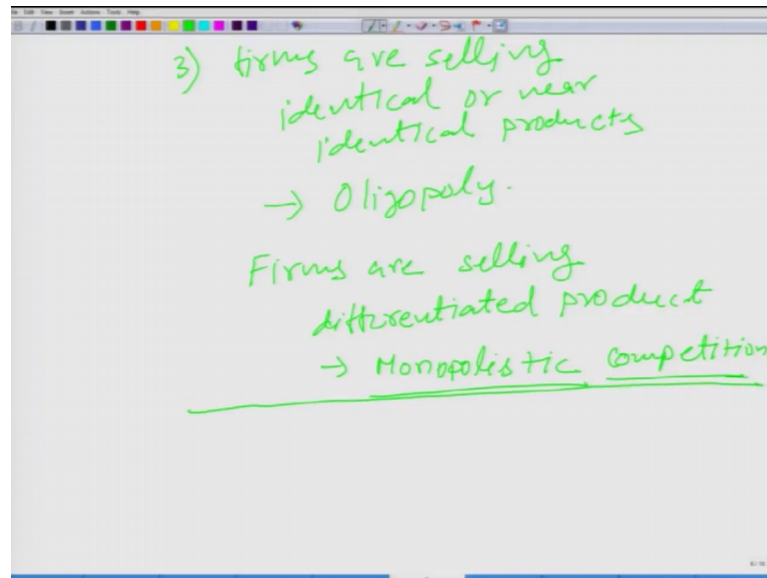 3) firms are selling
identical or near
identical products
→ Oligopoly.
Firms are selling
differentiated product
→ Monopolistic competition